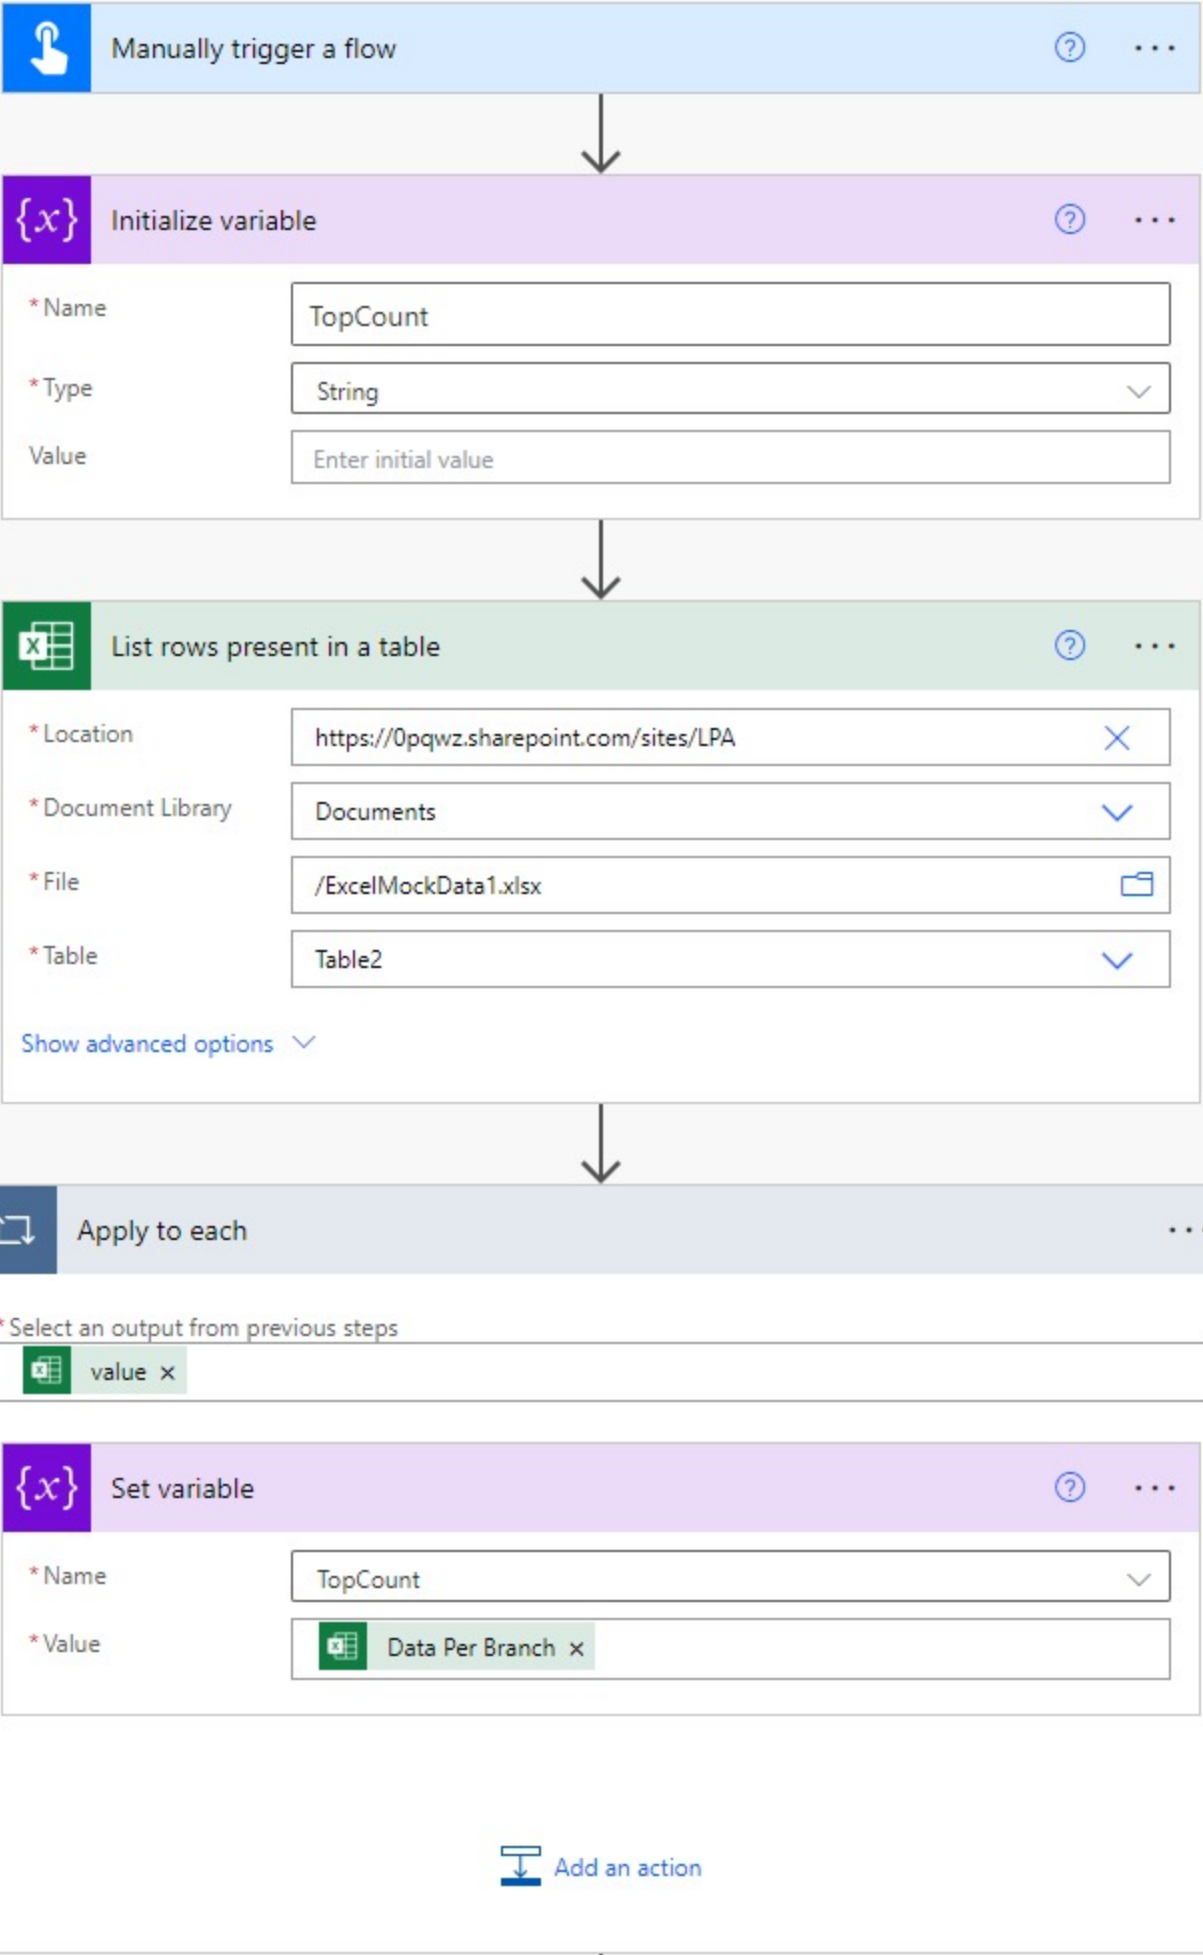 Manually trigger a flow
{x} Initialize variable
* Name TopCount
* Type String
Value Enter initial value
List rows present in a table
* Location https://0pqwz.sharepoint.com/sites/LPA
* Document Library Documents
* File /ExcelMockData1.xlsx
* Table Table2
Show advanced options
Apply to each
* Select an output from previous steps
value ×
{x} Set variable
* Name TopCount
* Value Data Per Branch ×
Add an action